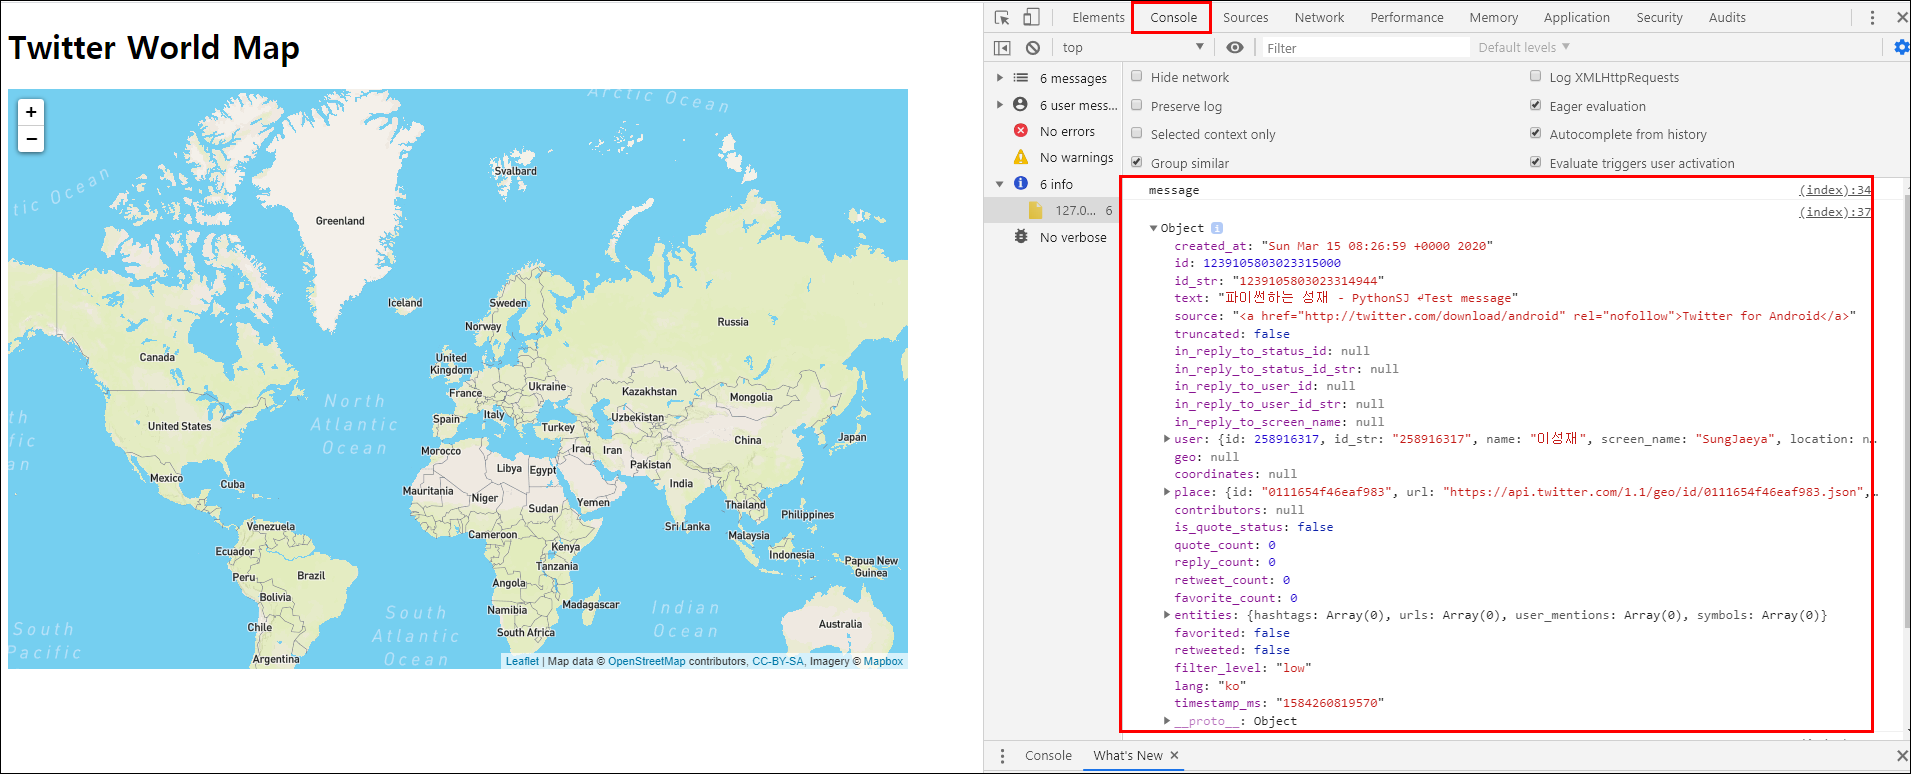 Twitter World Map
+
−
Arctic Ocean
tic Ocean
Svalbard
Greenland
Iceland
Sweden
Norway
Russia
Canada
United
Kingdom
Ukraine
Kazakhstan
Mongolia
France
North
Atlantic
Ocean
Italy
Uzbekistan
Spain
United States
Turkey
China
Japan
Morocco
Iraq
Iran
Pakistan
Libya
Egypt
Mexico
Cuba
Mauritania
Niger
India
Sudan
Yemen
Thailand
Philippines
Venezuela
Sri Lanka
Cameroon
Malaysia
Ecuador
Kenya
Indonesia
Papua New
Guinea
Peru
Brazil
Tanzania
Angola
Bolivia
Namibia
Madagascar
South
Atlantic
Ocean
Indian
Ocean
Chile
South Africa
Australia
South
Pacific
Argentina
Leaflet | Map data © OpenStreetMap contributors, CC-BY-SA, Imagery © Mapbox
Elements Console Sources Network Performance Memory Application Security Audits
top ▼ Filter Default levels ▼
6 messages
6 user mess...
No errors
No warnings
6 info
127.0... 6
No verbose
Hide network Log XMLHttpRequests
Preserve log Eager evaluation
Selected context only Autocomplete from history
Group similar Evaluate triggers user activation
message (index):34
(index):37
Object i
created_at: "Sun Mar 15 08:26:59 +0000 2020"
id: 1239105803023315000
id_str: "1239105803023314944"
text: "파이썬하는 성재 - PythonSJ ↵Test message"
source: "<a href="http://twitter.com/download/android" rel="nofollow">Twitter for Android</a>"
truncated: false
in_reply_to_status_id: null
in_reply_to_status_id_str: null
in_reply_to_user_id: null
in_reply_to_user_id_str: null
in_reply_to_screen_name: null
user: {id: 258916317, id_str: "258916317", name: "이성재", screen_name: "SungJaeya", location: n…
geo: null
coordinates: null
place: {id: "0111654f46eaf983", url: "https://api.twitter.com/1.1/geo/id/0111654f46eaf983.json",…
contributors: null
is_quote_status: false
quote_count: 0
reply_count: 0
retweet_count: 0
favorite_count: 0
entities: {hashtags: Array(0), urls: Array(0), user_mentions: Array(0), symbols: Array(0)}
favorited: false
retweeted: false
filter_level: "low"
lang: "ko"
timestamp_ms: "1584260819570"
__proto__: Object
Console What's New ×